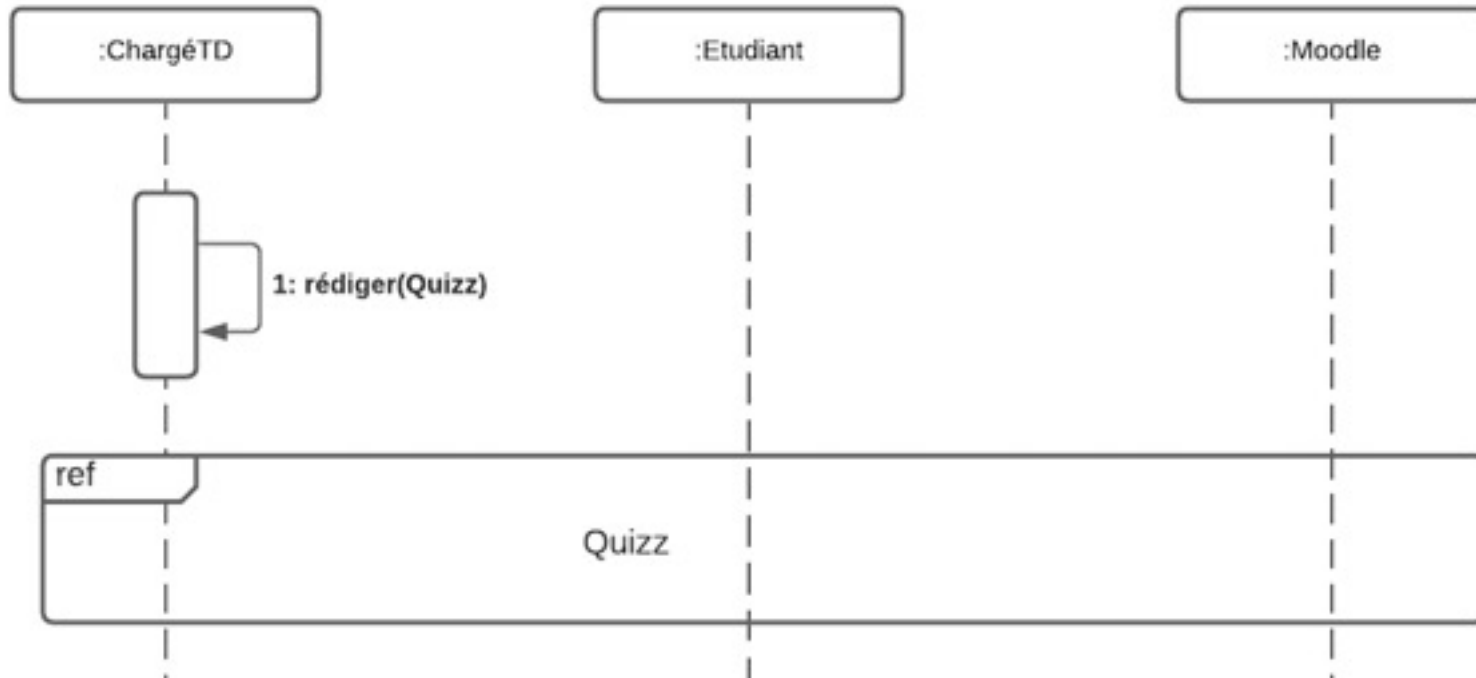 :ChargéTD
:Etudiant
:Moodle
1: rédiger(Quizz)
ref
Quizz